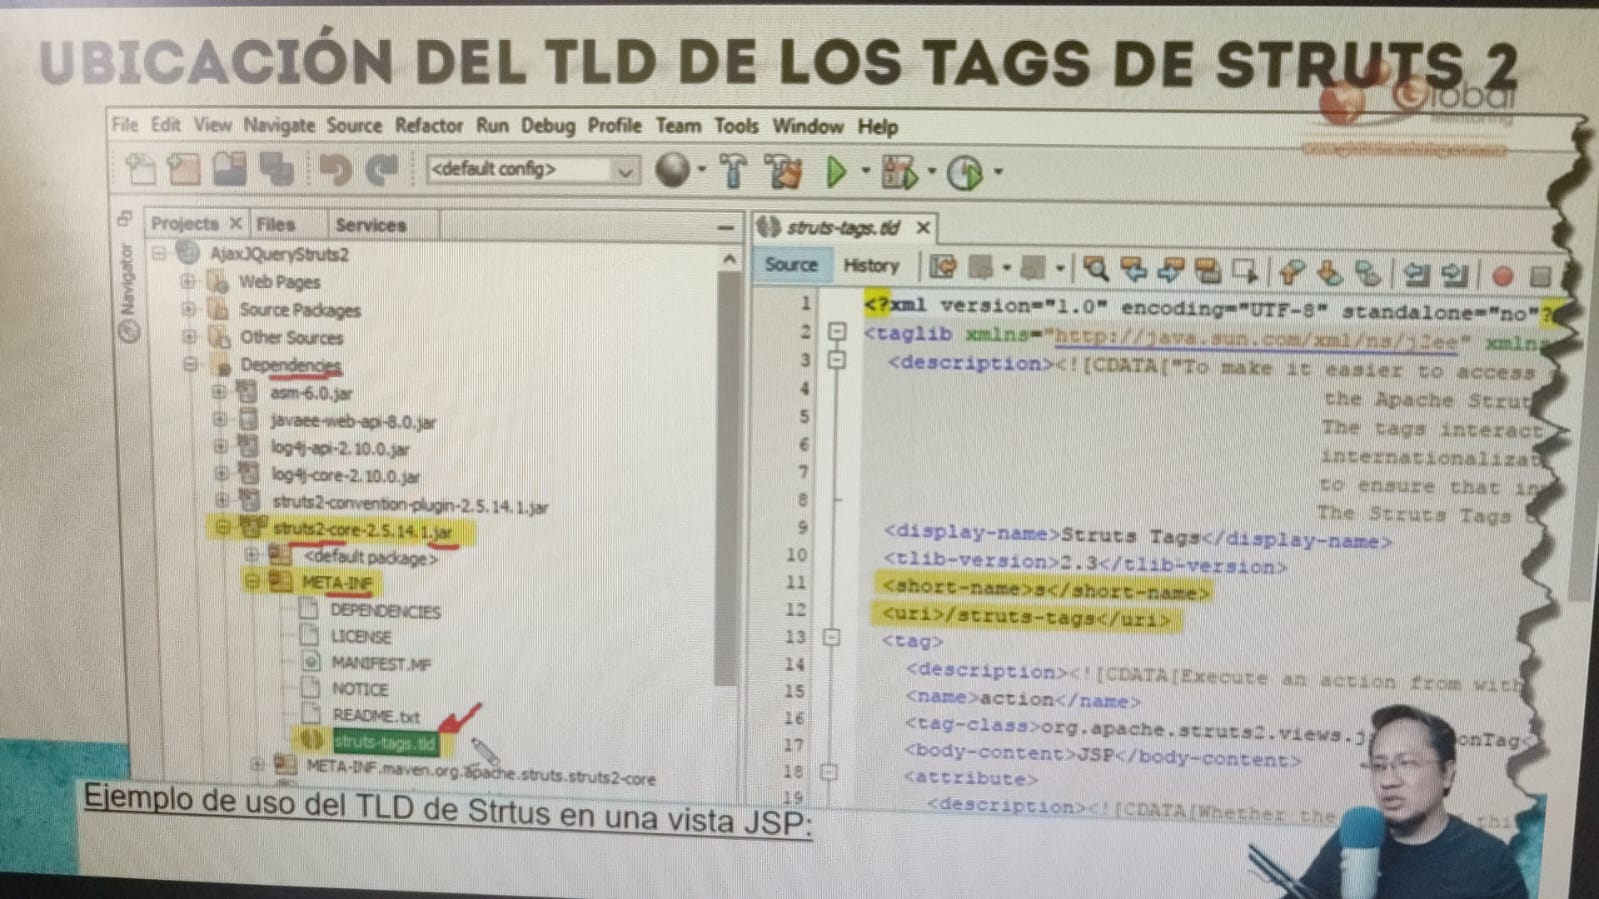 UBICACIÓN DEL TLD DE LOS TAGS DE STRUTS 2
Global
Mentoring
File Edit View Navigate Source Refactor Run Debug Profile Team Tools Window Help
<default config>
Projects Files Services
Navigator
AjaxJQueryStruts2
Web Pages
Source Packages
Other Sources
Dependencies
asm-6.0.jar
javaee-web-api-8.0.jar
log4j-api-2.10.0.jar
log4j-core-2.10.0.jar
struts2-convention-plugin-2.5.14.1.jar
struts2-core-2.5.14.1.jar
<default package>
META-INF
DEPENDENCIES
LICENSE
MANIFEST.MF
NOTICE
README.txt
struts-tags.tld
META-INF.maven.org.apache.struts.struts2-core
struts-tags.tld
Source History
1 <?xml version="1.0" encoding="UTF-8" standalone="no"?
2 <taglib xmlns="http://java.sun.com/xml/ns/j2ee" xmlns
3 <description><![CDATA["To make it easier to access
4 the Apache Strut
5 The tags interact
6 internationalizat
7 to ensure that in
8 The Struts Tags
9 <display-name>Struts Tags</display-name>
10 <tlib-version>2.3</tlib-version>
11 <short-name>s</short-name>
12 <uri>/struts-tags</uri>
13 <tag>
14 <description><![CDATA[Execute an action from with
15 <name>action</name>
16 <tag-class>org.apache.struts2.views.j onTag<
17 <body-content>JSP</body-content>
18 <attribute>
19 <description><![CDATA[Whether the thi
Ejemplo de uso del TLD de Strtus en una vista JSP: